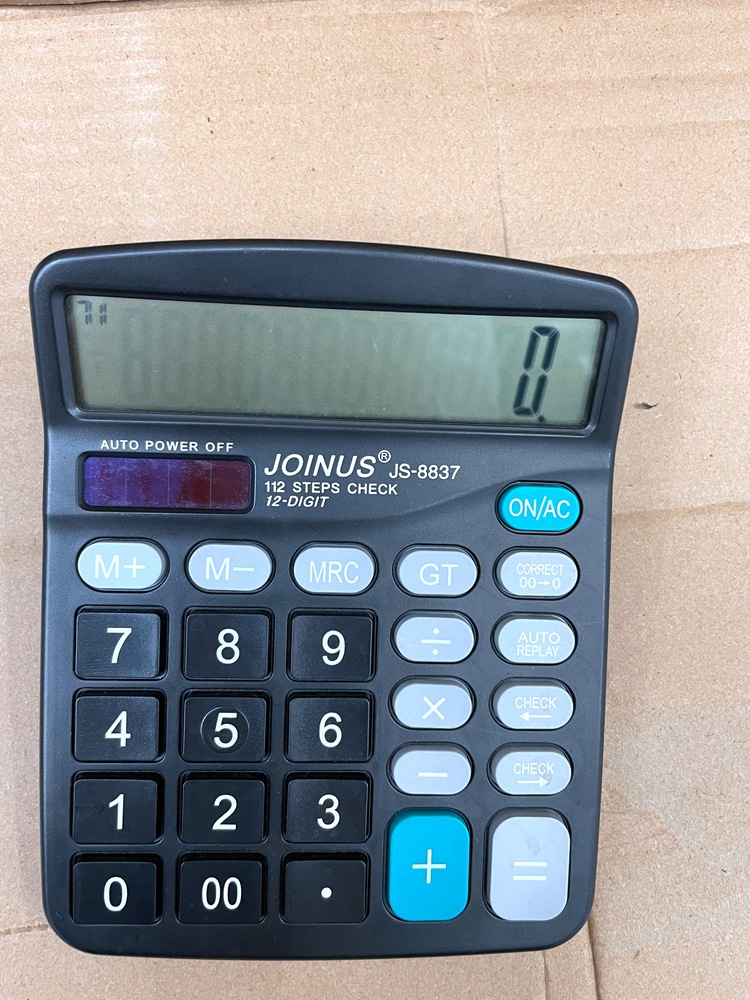 0.
AUTO POWER OFF
JOINUS® JS-8837
112 STEPS CHECK
12-DIGIT
ON/AC
M+ M− MRC GT CORRECT 00→0
7 8 9 ÷ AUTO REPLAY
4 5 6 × CHECK ←
1 2 3 − CHECK →
0 00 · + =